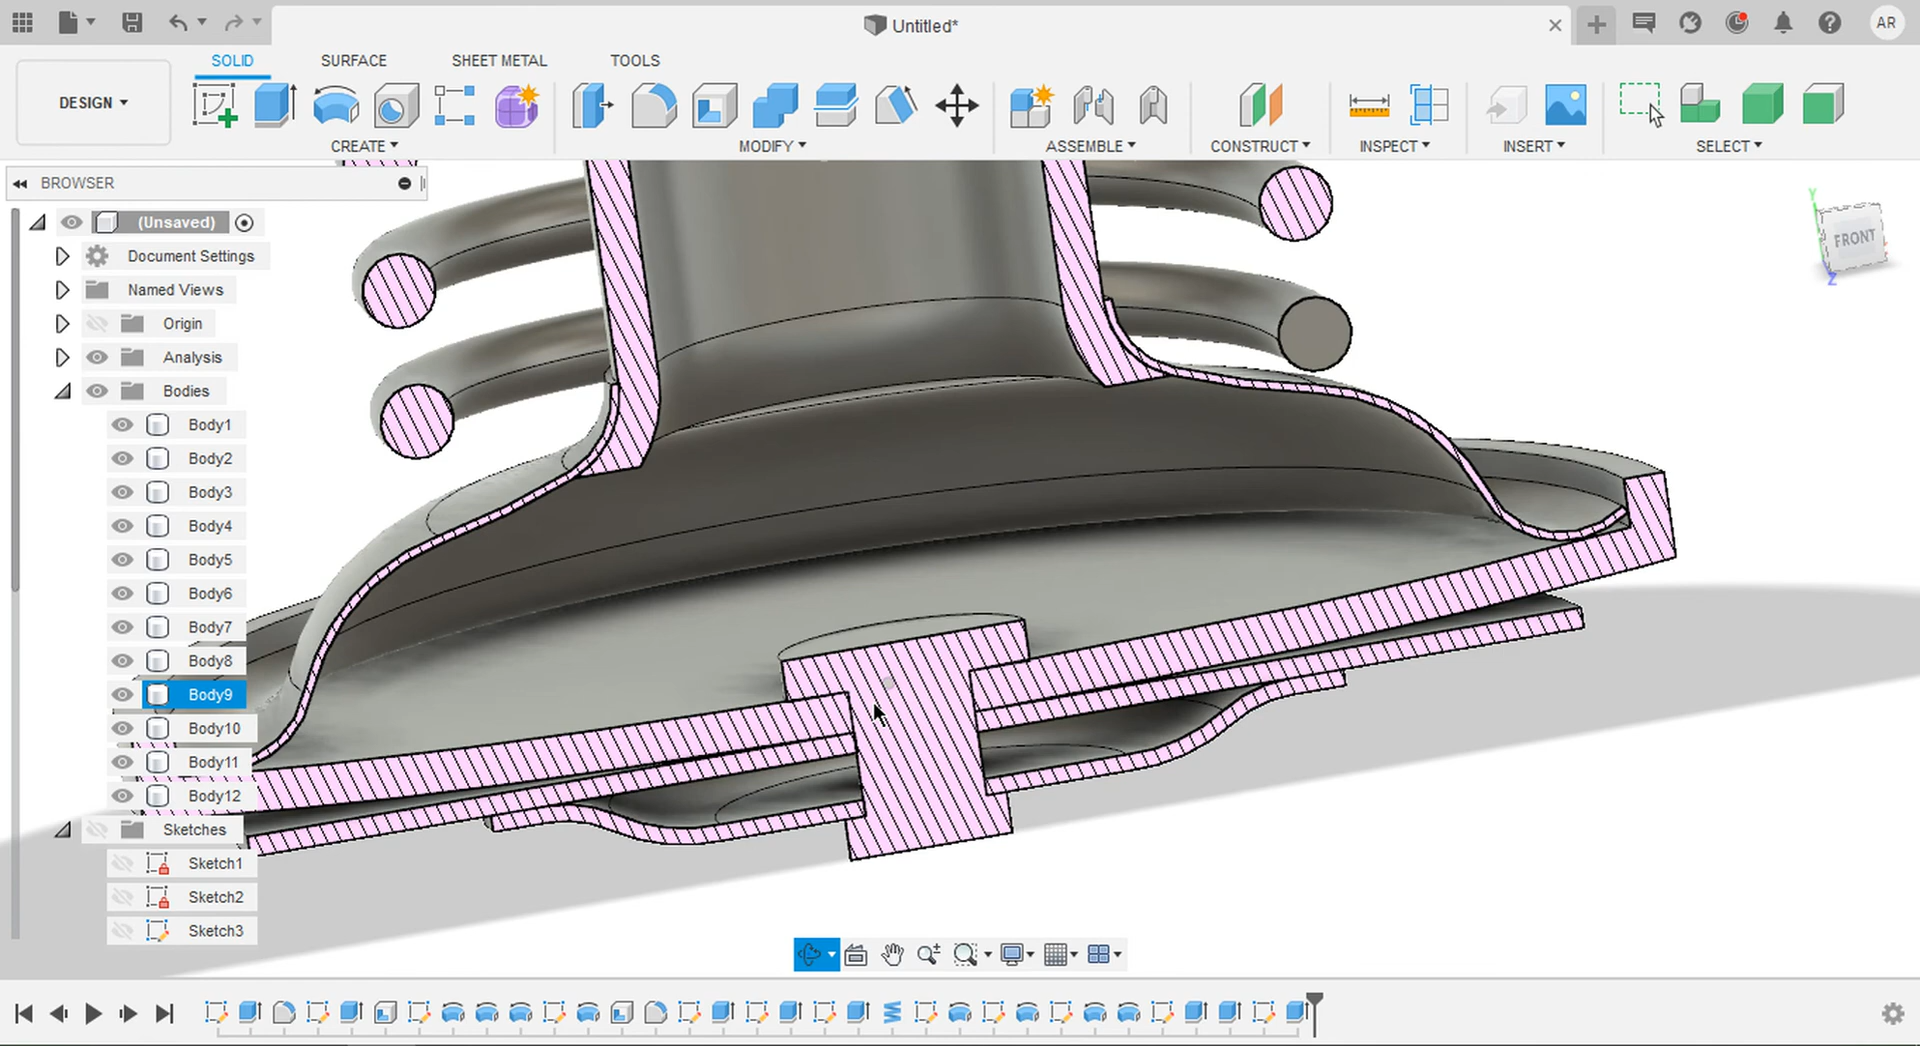 Untitled*
AR
DESIGN
SOLID SURFACE SHEET METAL TOOLS
CREATE MODIFY ASSEMBLE CONSTRUCT INSPECT INSERT SELECT
BROWSER
(Unsaved)
Document Settings
Named Views
Origin
Analysis
Bodies
Body1
Body2
Body3
Body4
Body5
Body6
Body7
Body8
Body9
Body10
Body11
Body12
Sketches
Sketch1
Sketch2
Sketch3
Y
FRONT
Z